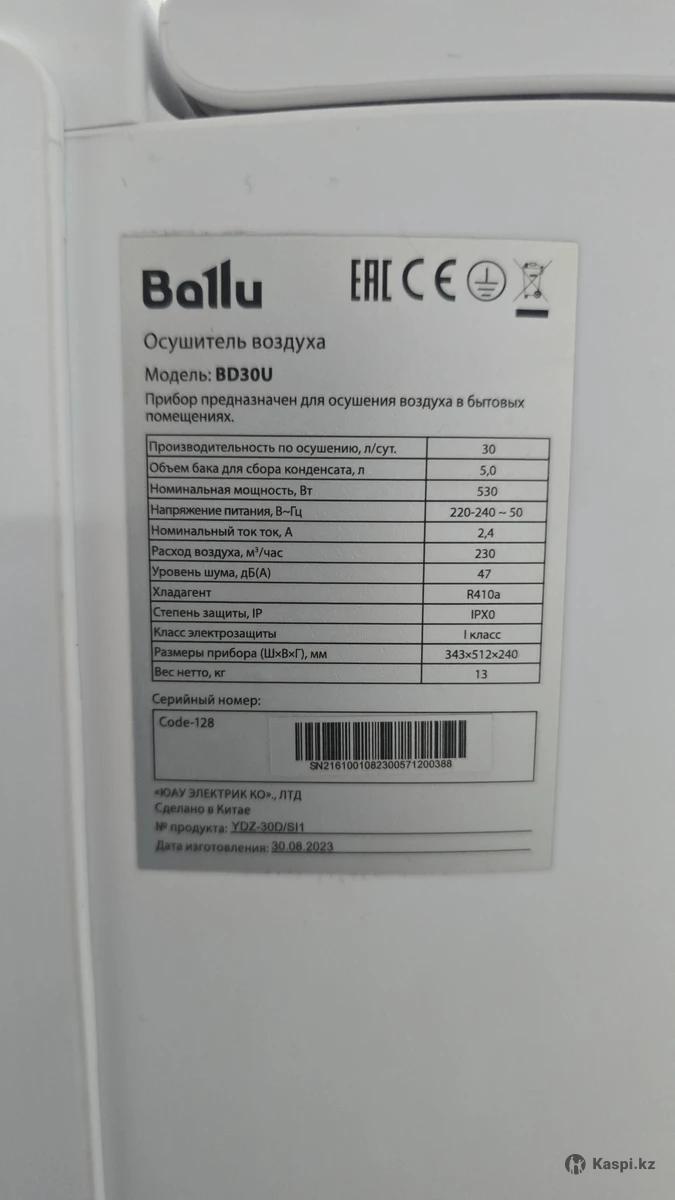 Ballu
EAC CE
Осушитель воздуха
Модель: BD30U
Прибор предназначен для осушения воздуха в бытовых
помещениях.
Производительность по осушению, л/сут. 30
Объем бака для сбора конденсата, л 5,0
Номинальная мощность, Вт 530
Напряжение питания, В~Гц 220-240 ~ 50
Номинальный ток ток, А 2,4
Расход воздуха, м³/час 230
Уровень шума, дБ(А) 47
Хладагент R410a
Степень защиты, IP IPX0
Класс электрозащиты I класс
Размеры прибора (Ш×В×Г), мм 343×512×240
Вес нетто, кг 13
Серийный номер:
Code-128
SN2161001082300571200388
«ЮАУ ЭЛЕКТРИК КО»., ЛТД
Сделано в Китае
№ продукта: YDZ-30D/SI1
Дата изготовления: 30.08.2023
Kaspi.kz